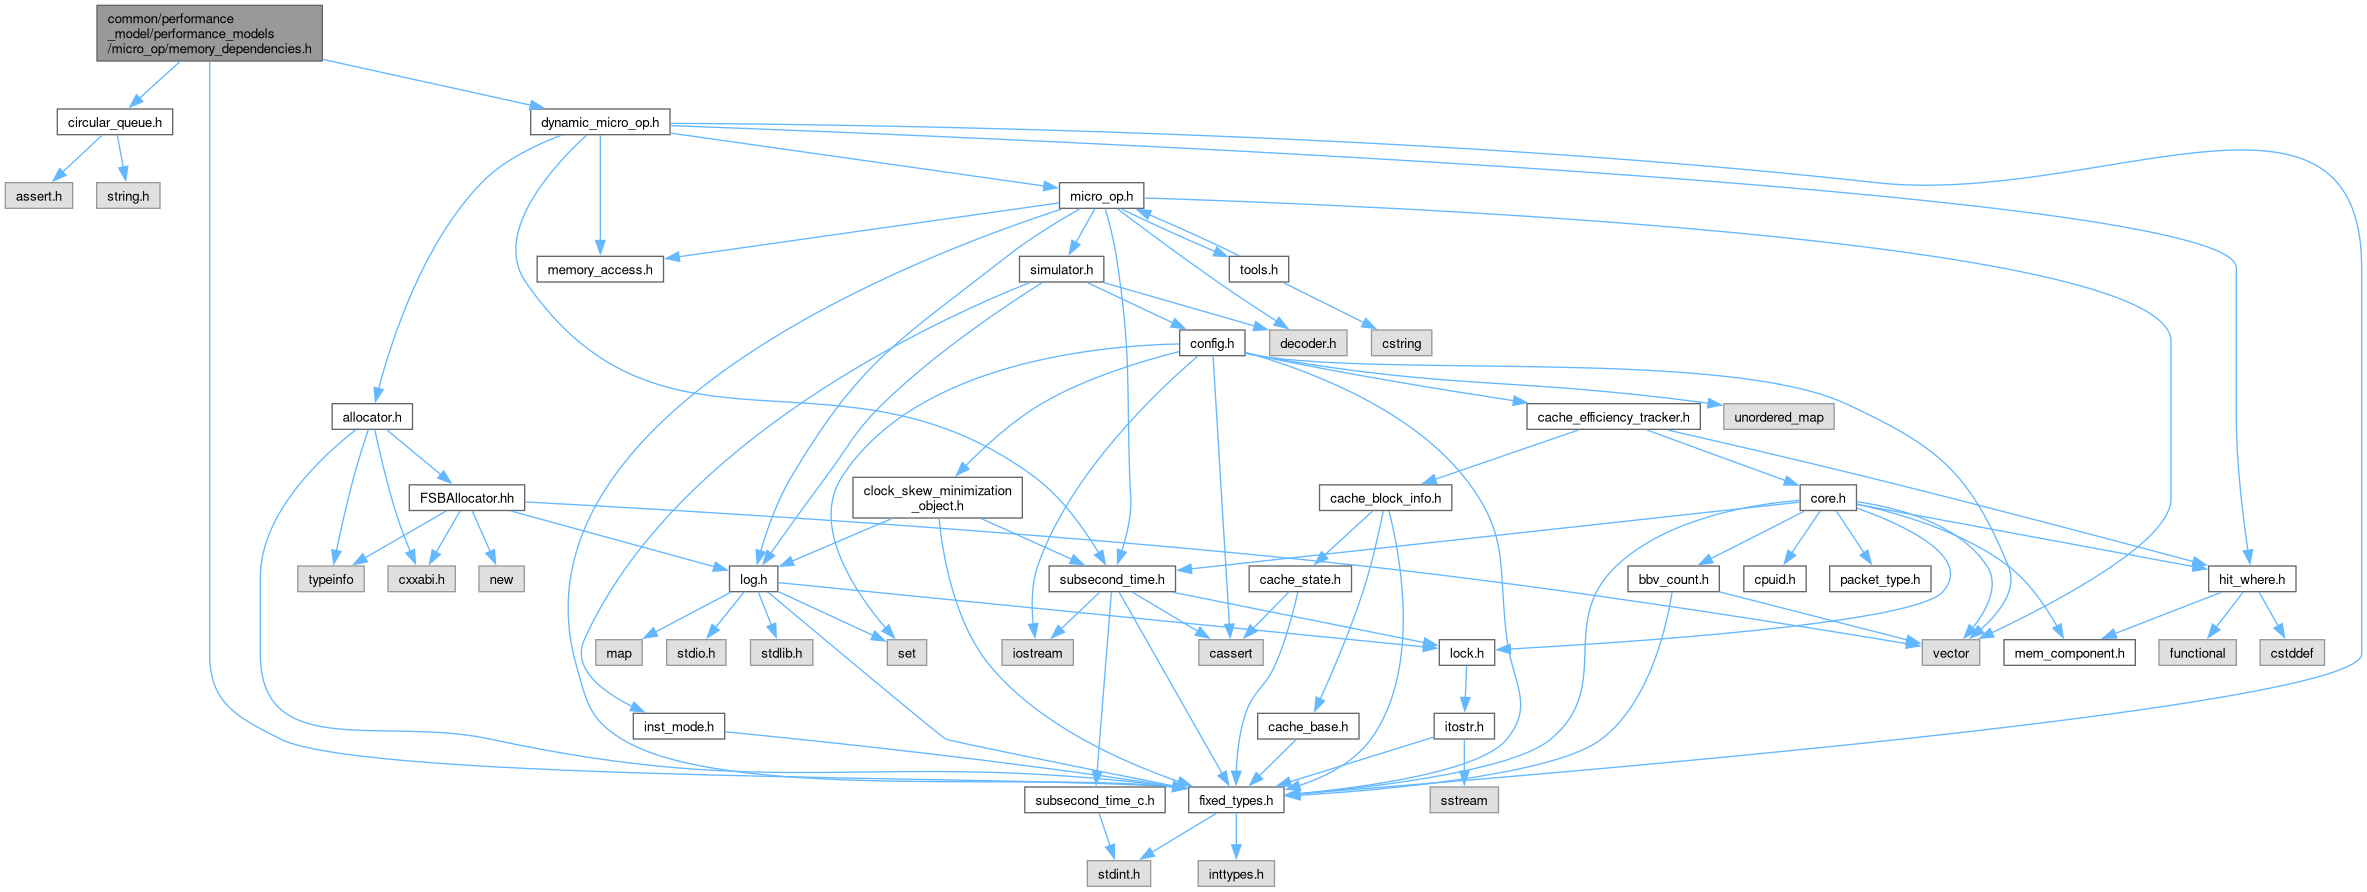 common/performance
_model/performance_models
/micro_op/memory_dependencies.h
circular_queue.h
dynamic_micro_op.h
assert.h
string.h
micro_op.h
memory_access.h
simulator.h
tools.h
config.h
decoder.h
cstring
allocator.h
cache_efficiency_tracker.h
unordered_map
FSBAllocator.hh
clock_skew_minimization
_object.h
cache_block_info.h
core.h
typeinfo
cxxabi.h
new
log.h
subsecond_time.h
cache_state.h
bbv_count.h
cpuid.h
packet_type.h
hit_where.h
map
stdio.h
stdlib.h
set
iostream
cassert
lock.h
vector
mem_component.h
functional
cstddef
inst_mode.h
cache_base.h
itostr.h
subsecond_time_c.h
fixed_types.h
sstream
stdint.h
inttypes.h